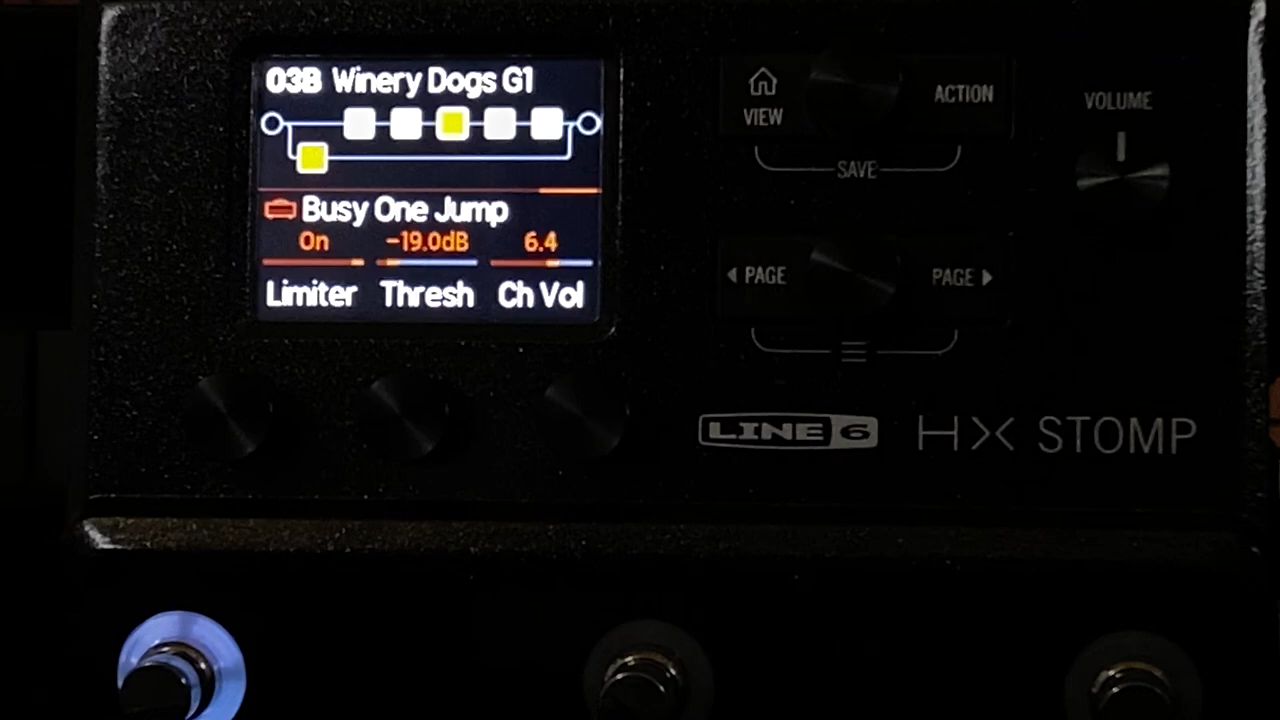 03B Winery Dogs G1
Busy One Jump
On -19.0dB 6.4
Limiter Thresh Ch Vol
VIEW
ACTION
SAVE
VOLUME
PAGE
PAGE
LINE 6 HX STOMP